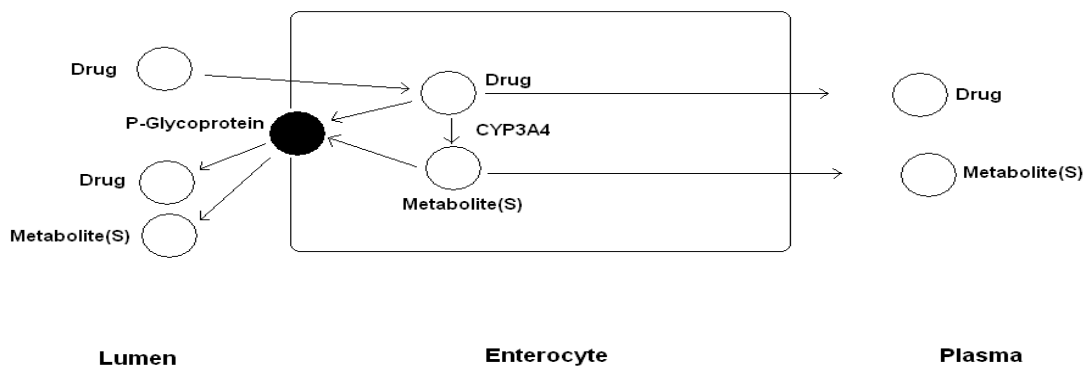 Drug
Drug
Drug
P-Glycoprotein
CYP3A4
Drug
Metabolite(S)
Metabolite(S)
Metabolite(S)
Lumen
Enterocyte
Plasma